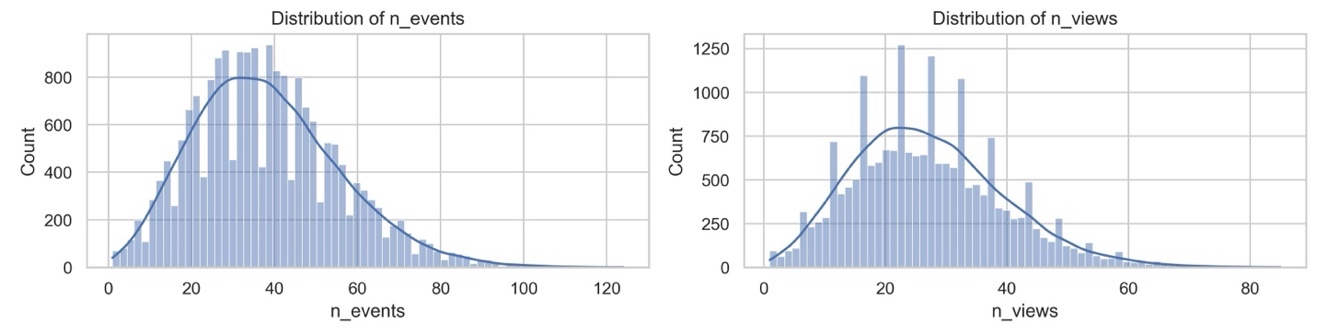 Distribution of n_events
Count
800
600
400
200
0
0 20 40 60 80 100 120
n_events
Distribution of n_views
Count
1250
1000
750
500
250
0
0 20 40 60 80
n_views